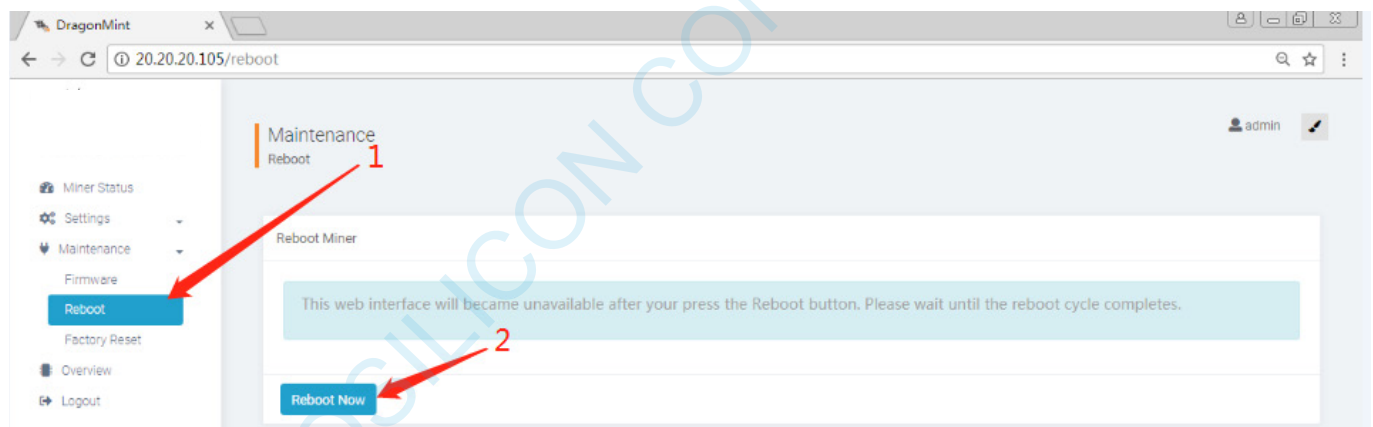 DragonMint
20.20.20.105/reboot
admin
Maintenance
Reboot
1
Miner Status
Settings
Maintenance
Firmware
Reboot
Factory Reset
Overview
Logout
Reboot Miner
This web interface will became unavailable after your press the Reboot button. Please wait until the reboot cycle completes.
2
Reboot Now
OSILICON CO